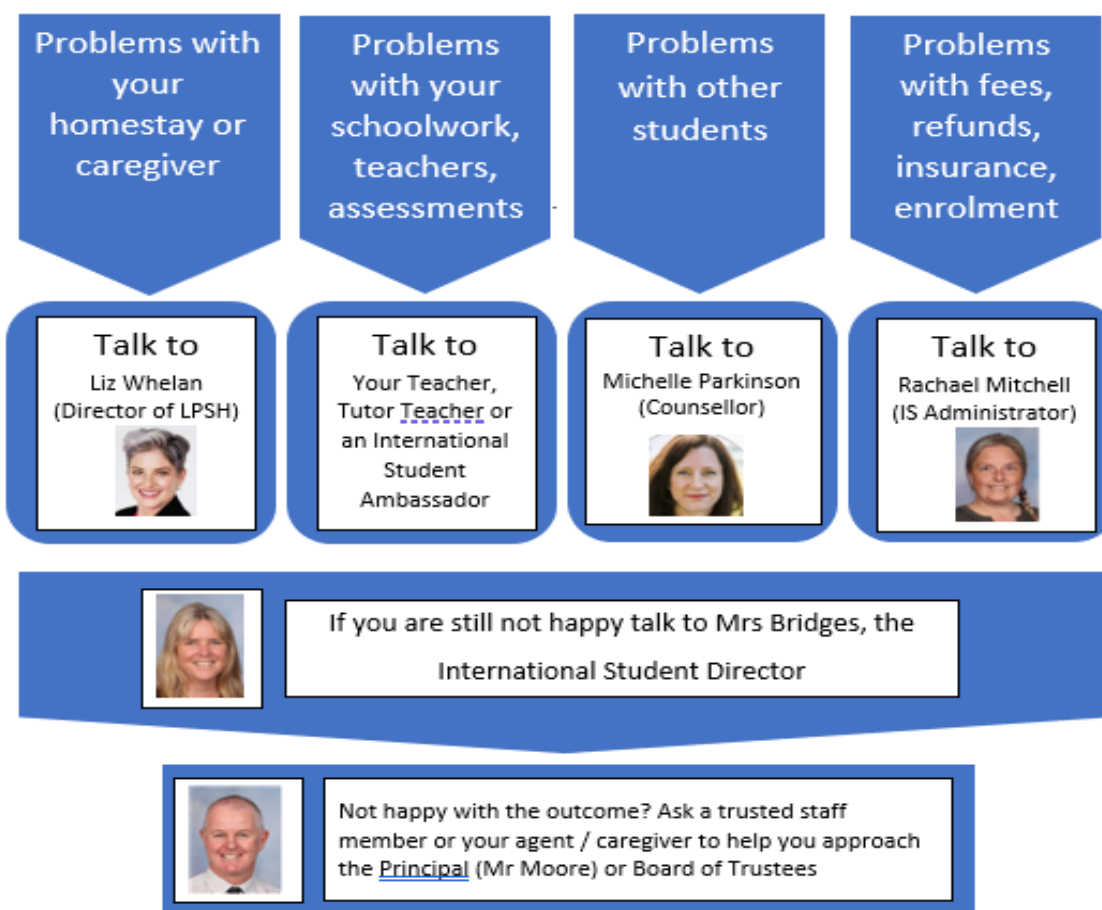 Problems with
your
homestay or
caregiver
Problems
with your
schoolwork,
teachers,
assessments
Problems
with other
students
Problems
with fees,
refunds,
insurance,
enrolment
Talk to
Liz Whelan
(Director of LPSH)
Talk to
Your Teacher,
Tutor Teacher or
an International
Student
Ambassador
Talk to
Michelle Parkinson
(Counsellor)
Talk to
Rachael Mitchell
(IS Administrator)
If you are still not happy talk to Mrs Bridges, the
International Student Director
Not happy with the outcome? Ask a trusted staff
member or your agent / caregiver to help you approach
the Principal (Mr Moore) or Board of Trustees